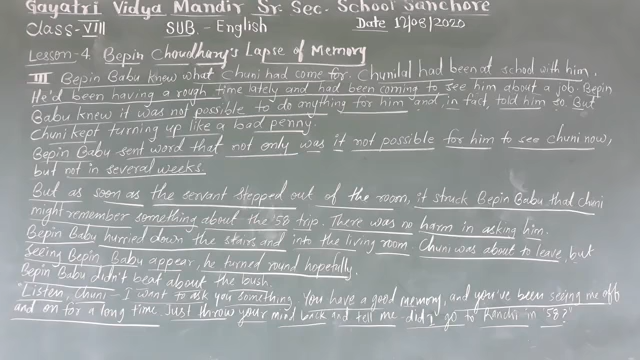 Gayatri Vidya Mandir Sr. Sec. School Sanchore
Class-VIII SUB.- English Date 12/08/2020
Lesson-4 Bepin Choudhary's Lapse of Memory
III Bepin Babu knew what Chuni had come for. Chunilal had been at school with him.
He'd been having a rough time lately and had been coming to see him about a job. Bepin
Babu knew it was not possible to do anything for him and, in fact, told him so. But
Chuni kept turning up like a bad penny.
Bepin Babu sent word that not only was it not possible for him to see Chuni now,
but not in several weeks.
But as soon as the servant stepped out of the room, it struck Bepin Babu that Chuni
might remember something about the 58 trip. There was no harm in asking him.
Bepin Babu hurried down the stairs and into the living room. Chuni was about to leave, but
seeing Bepin Babu appear, he turned round hopefully.
Bepin Babu didn't beat about the bush.
"Listen, Chuni - I want to ask you something. You have a good memory, and you've been seeing me off
and on for a long time. Just throw your mind back and tell me did I go to Ranchi in 58?"